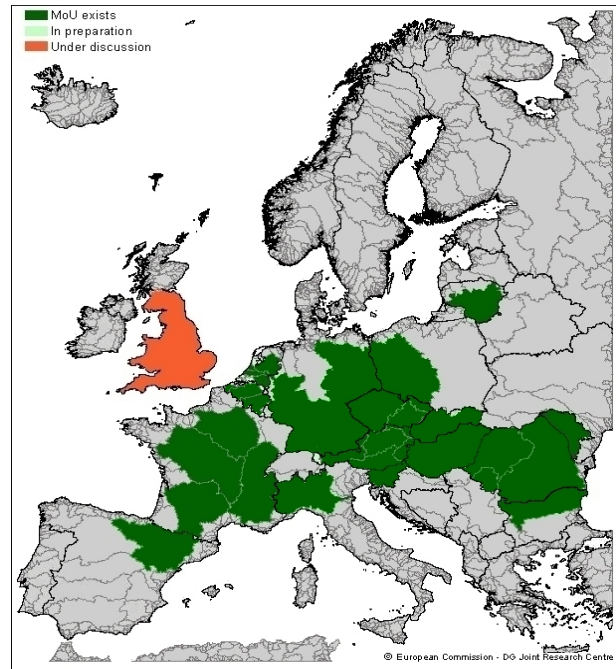 MoU exists
In preparation
Under discussion
© European Commission - DG Joint Research Centre